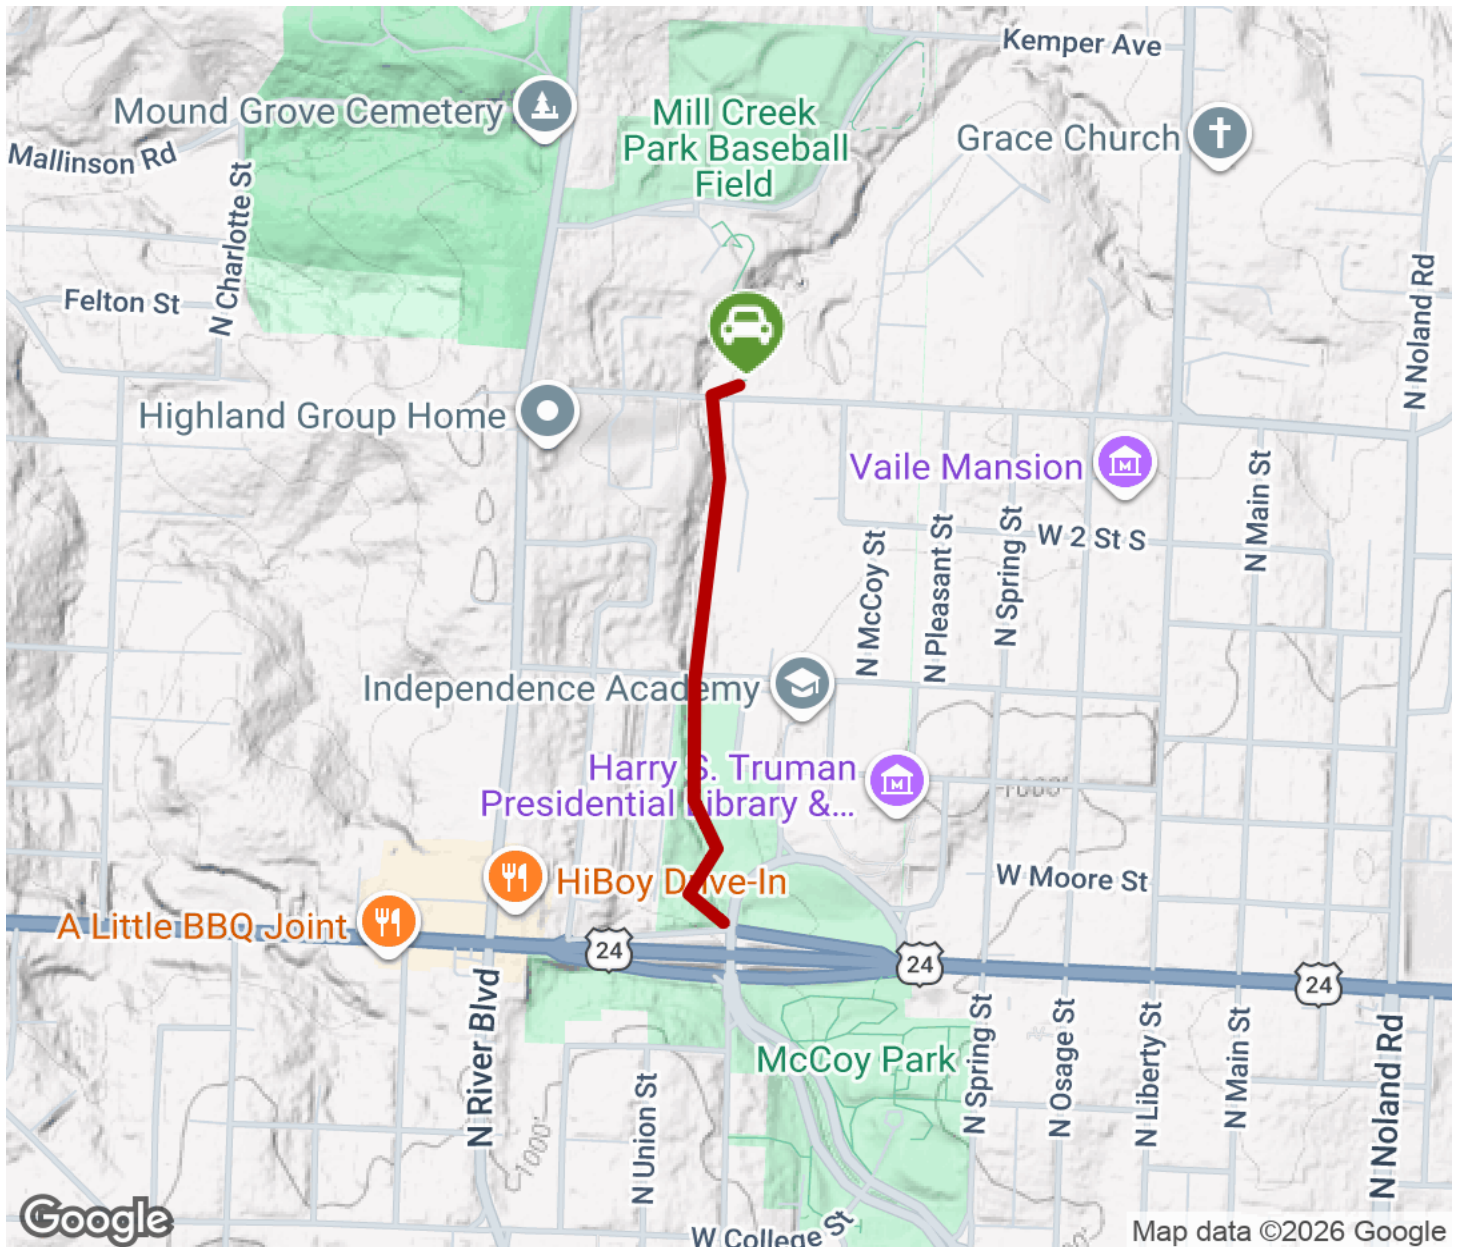 Kemper Ave
Mound Grove Cemetery
Mill Creek
Park Baseball
Field
Grace Church
Mallinson Rd
N Charlotte St
Felton St
N Noland Rd
Highland Group Home
Vaile Mansion
N Main St
W 2 St S
N McCoy St
N Pleasant St
N Spring St
Independence Academy
Harry S. Truman
Presidential Library &...
1000'
HiBoy Drive-In
W Moore St
A Little BBQ Joint
24
24
24
N River Blvd
McCoy Park
N Spring St
N Osage St
N Liberty St
N Main St
N Noland Rd
N Union St
1000'
W College St
Google
Map data ©2026 Google